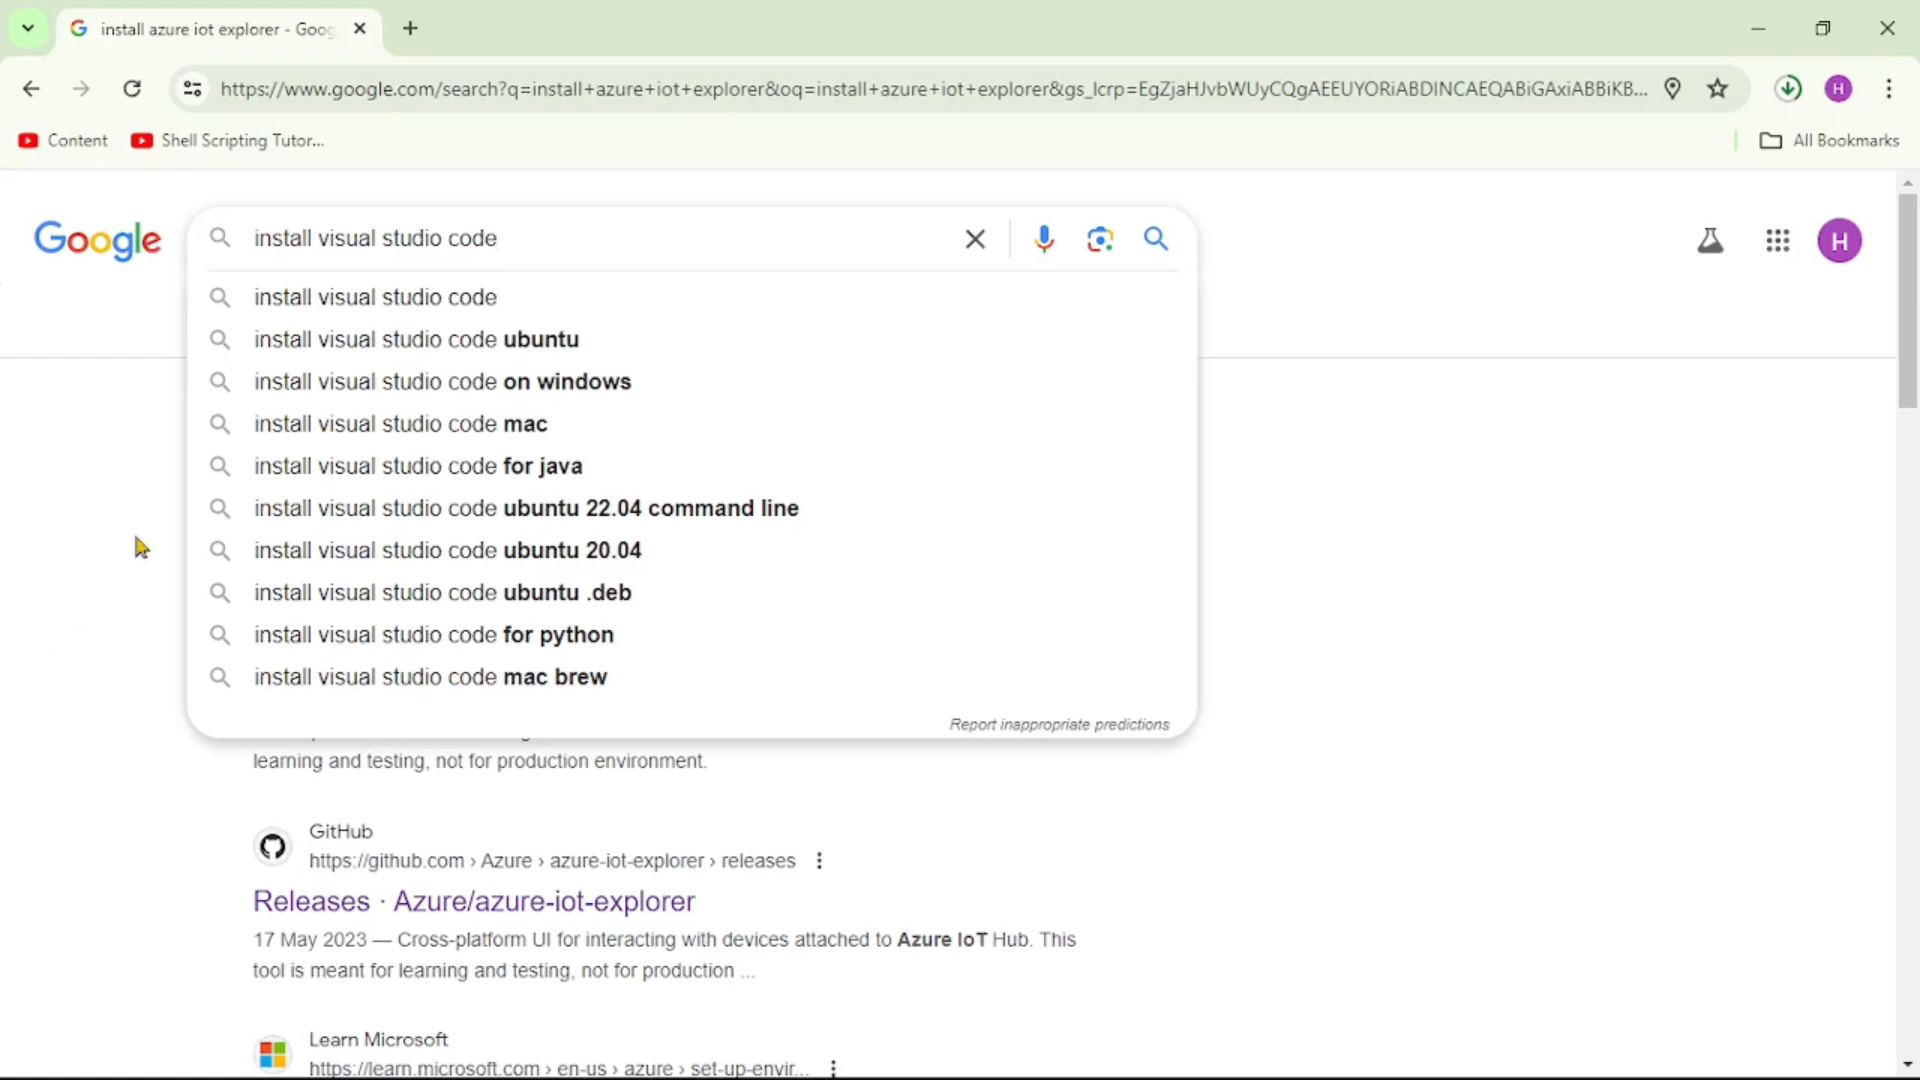 install azure iot explorer - Goog
https://www.google.com/search?q=install+azure+iot+explorer&oq=install+azure+iot+explorer&gs_lcrp=EgZjaHJvbWUyCQgAEEUYORiABDINCAEQABiGAxiABBiKB...
H
Content
Shell Scripting Tutor...
All Bookmarks
Google
install visual studio code
H
install visual studio code
install visual studio code ubuntu
install visual studio code on windows
install visual studio code mac
install visual studio code for java
install visual studio code ubuntu 22.04 command line
install visual studio code ubuntu 20.04
install visual studio code ubuntu .deb
install visual studio code for python
install visual studio code mac brew
Report inappropriate predictions
learning and testing, not for production environment.
GitHub
https://github.com › Azure › azure-iot-explorer › releases
Releases · Azure/azure-iot-explorer
17 May 2023 — Cross-platform UI for interacting with devices attached to Azure IoT Hub. This
tool is meant for learning and testing, not for production ...
Learn Microsoft
https://learn.microsoft.com › en-us › azure › set-up-envir...